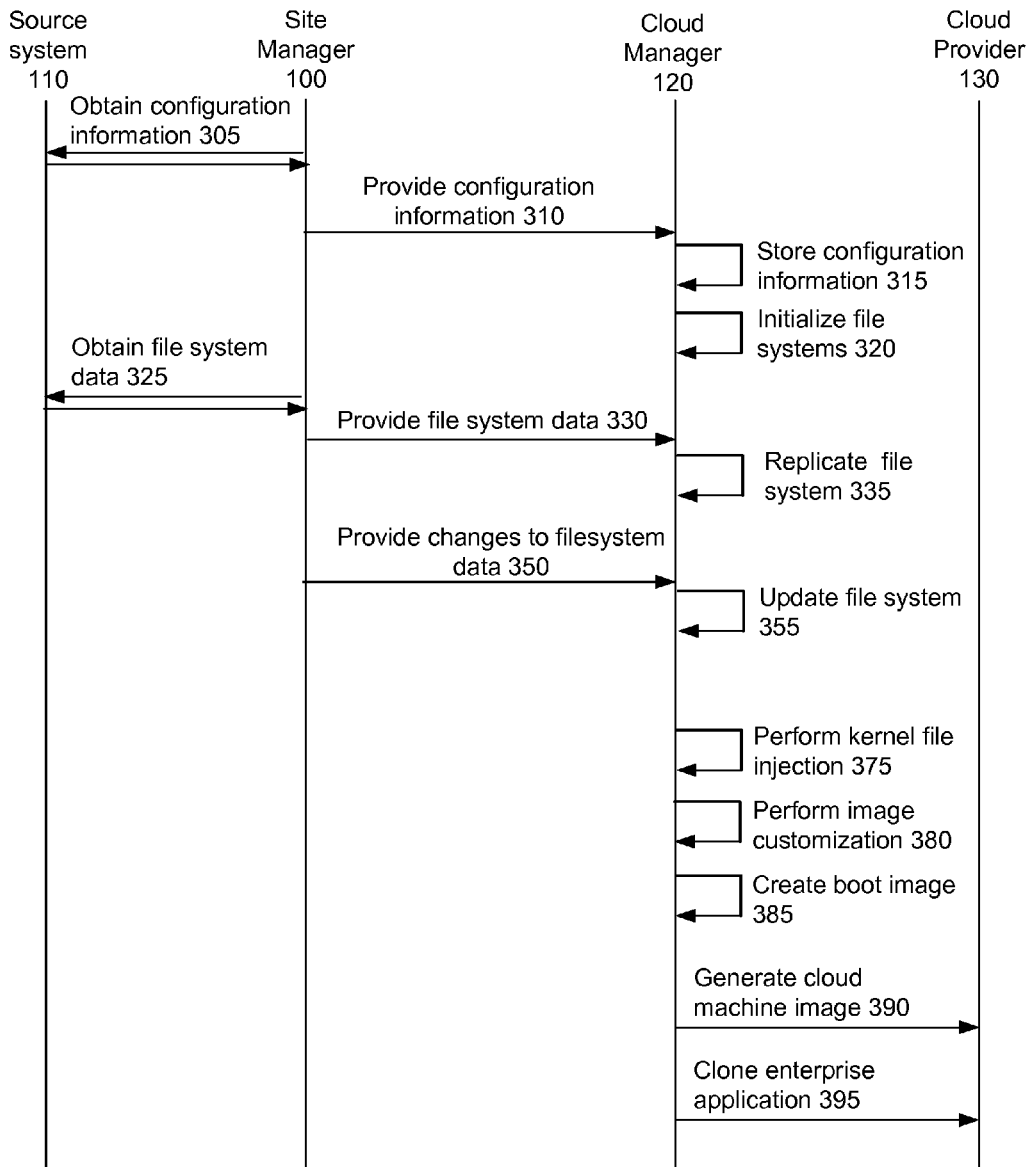 Source
system
110
Site
Manager
100
Cloud
Manager
120
Cloud
Provider
130
Obtain configuration
information 305
Provide configuration
information 310
Store configuration
information 315
Initialize file
systems 320
Obtain file system
data 325
Provide file system data 330
Replicate file
system 335
Provide changes to filesystem
data 350
Update file system
355
Perform kernel file
injection 375
Perform image
customization 380
Create boot image
385
Generate cloud
machine image 390
Clone enterprise
application 395